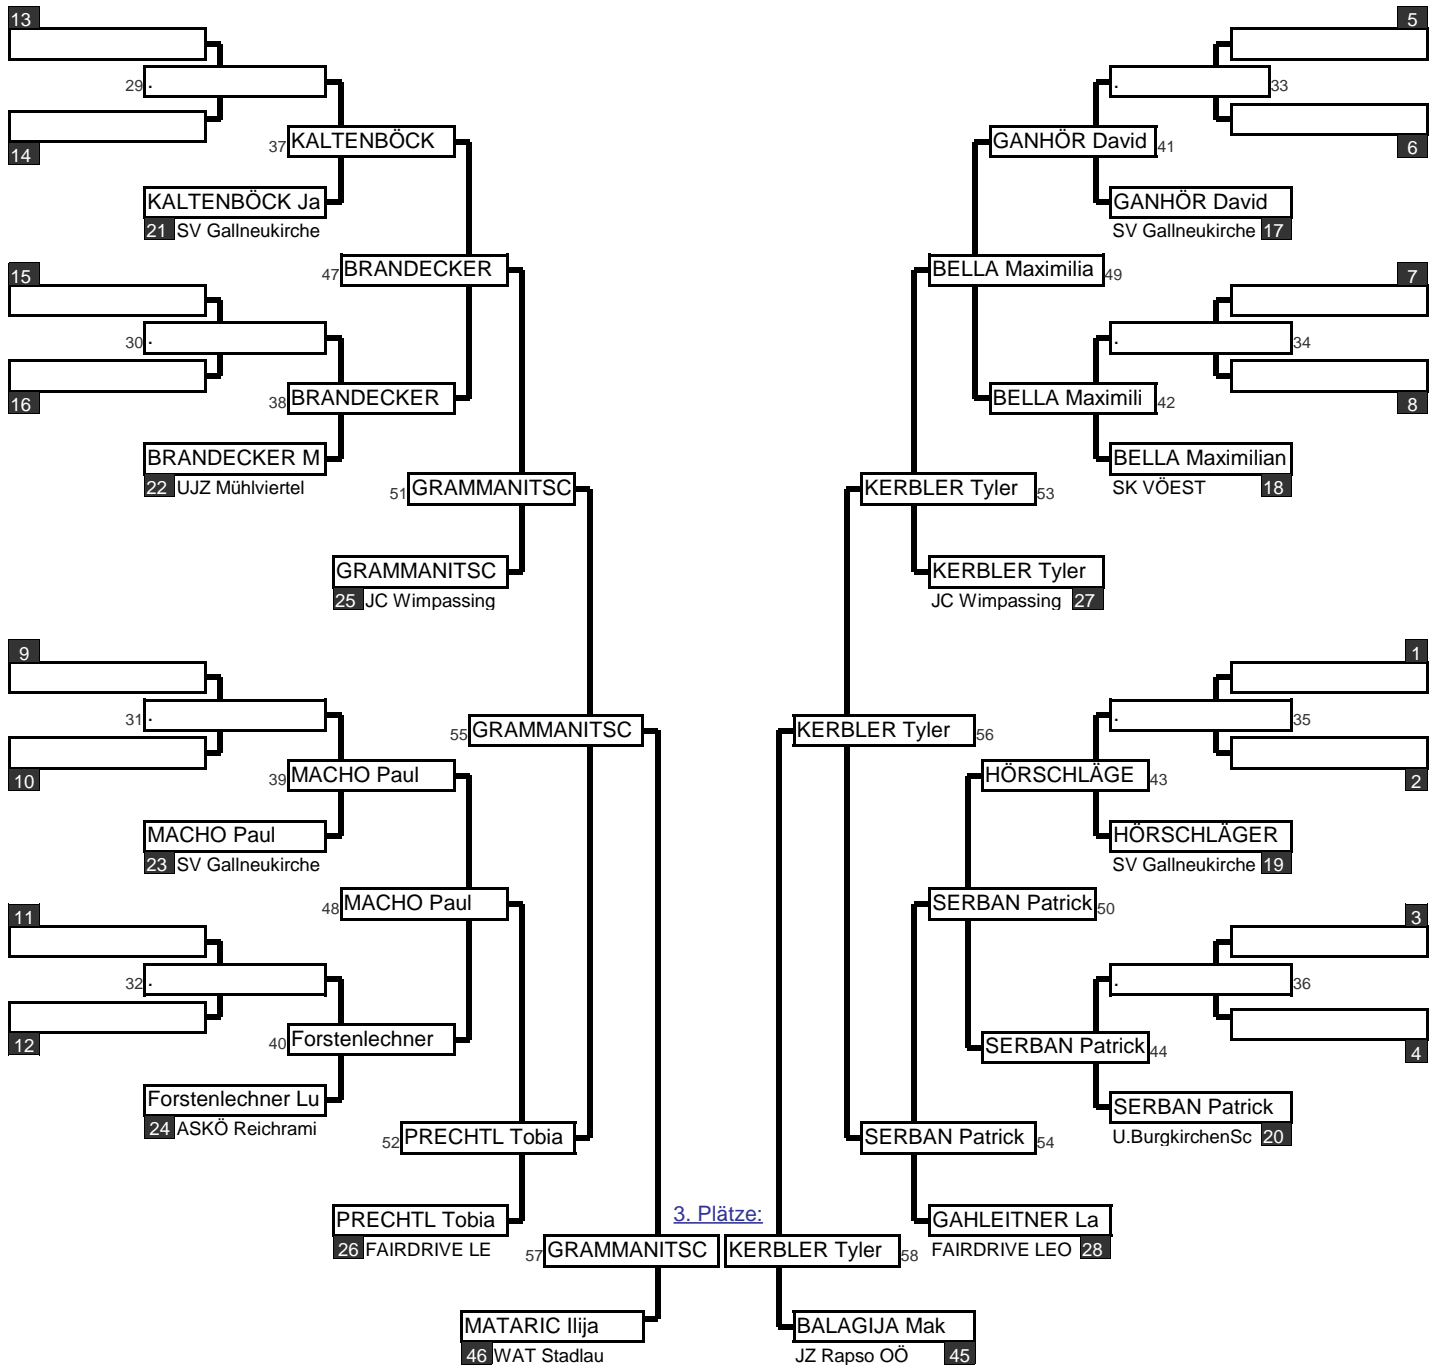 13
5
29 .
. 33
14
37 KALTENBÖCK
GANHÖR David 41
6
KALTENBÖCK Ja
GANHÖR David
21 SV Gallneukirche
SV Gallneukirche 17
15
47 BRANDECKER
BELLA Maximilia 49
7
30 .
. 34
16
38 BRANDECKER
BELLA Maximili 42
8
BRANDECKER M
BELLA Maximilian
22 UJZ Mühlviertel
SK VÖEST 18
51 GRAMMANITSC
KERBLER Tyler 53
GRAMMANITSC
KERBLER Tyler
25 JC Wimpassing
JC Wimpassing 27
9
1
31 .
. 35
55 GRAMMANITSC
KERBLER Tyler 56
10
39 MACHO Paul
HÖRSCHLÄGE 43
2
MACHO Paul
HÖRSCHLÄGER
23 SV Gallneukirche
SV Gallneukirche 19
11
48 MACHO Paul
SERBAN Patrick 50
3
32 .
. 36
12
40 Forstenlechner
SERBAN Patrick 44
4
Forstenlechner Lu
SERBAN Patrick
24 ASKÖ Reichrami
U.BurgkirchenSc 20
52 PRECHTL Tobia
SERBAN Patrick 54
PRECHTL Tobia
3. Plätze:
GAHLEITNER La
26 FAIRDRIVE LE
57 GRAMMANITSC
KERBLER Tyler 58
FAIRDRIVE LEO 28
MATARIC Ilija
BALAGIJA Mak
46 WAT Stadlau
JZ Rapso OÖ 45